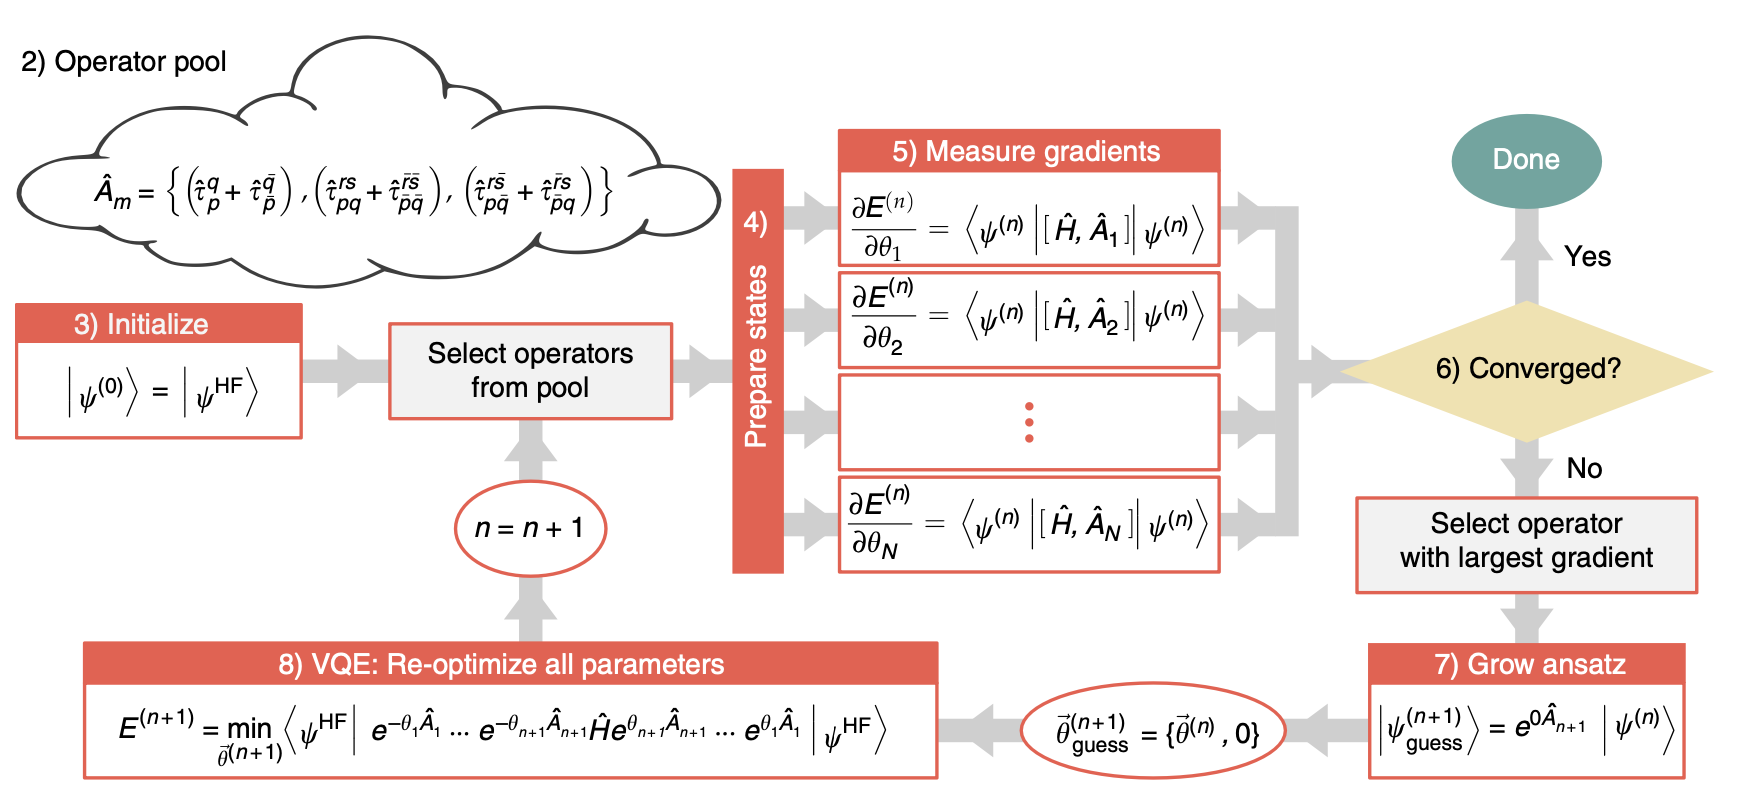 2) Operator pool
Â_m = { (τ̂_p^q + τ̂_p̄^q̄) , (τ̂_pq^rs + τ̂_p̄q̄^r̄s̄) , (τ̂_pq̄^rs̄ + τ̂_p̄q^r̄s) }
3) Initialize
|ψ^(0)⟩ = |ψ^HF⟩
Select operators
from pool
4) Prepare states
5) Measure gradients
∂E^(n)/∂θ_1 = ⟨ψ^(n)|[Ĥ, Â_1]|ψ^(n)⟩
∂E^(n)/∂θ_2 = ⟨ψ^(n)|[Ĥ, Â_2]|ψ^(n)⟩
⋮
∂E^(n)/∂θ_N = ⟨ψ^(n)|[Ĥ, Â_N]|ψ^(n)⟩
6) Converged?
Yes
Done
No
Select operator
with largest gradient
7) Grow ansatz
|ψ_guess^(n+1)⟩ = e^{0Â_{n+1}} |ψ^(n)⟩
θ⃗_guess^(n+1) = {θ⃗^(n), 0}
8) VQE: Re-optimize all parameters
E^(n+1) = min_{θ⃗^(n+1)} ⟨ψ^HF| e^{-θ_1Â_1} ··· e^{-θ_{n+1}Â_{n+1}} Ĥ e^{θ_{n+1}Â_{n+1}} ··· e^{θ_1Â_1} |ψ^HF⟩
n = n + 1